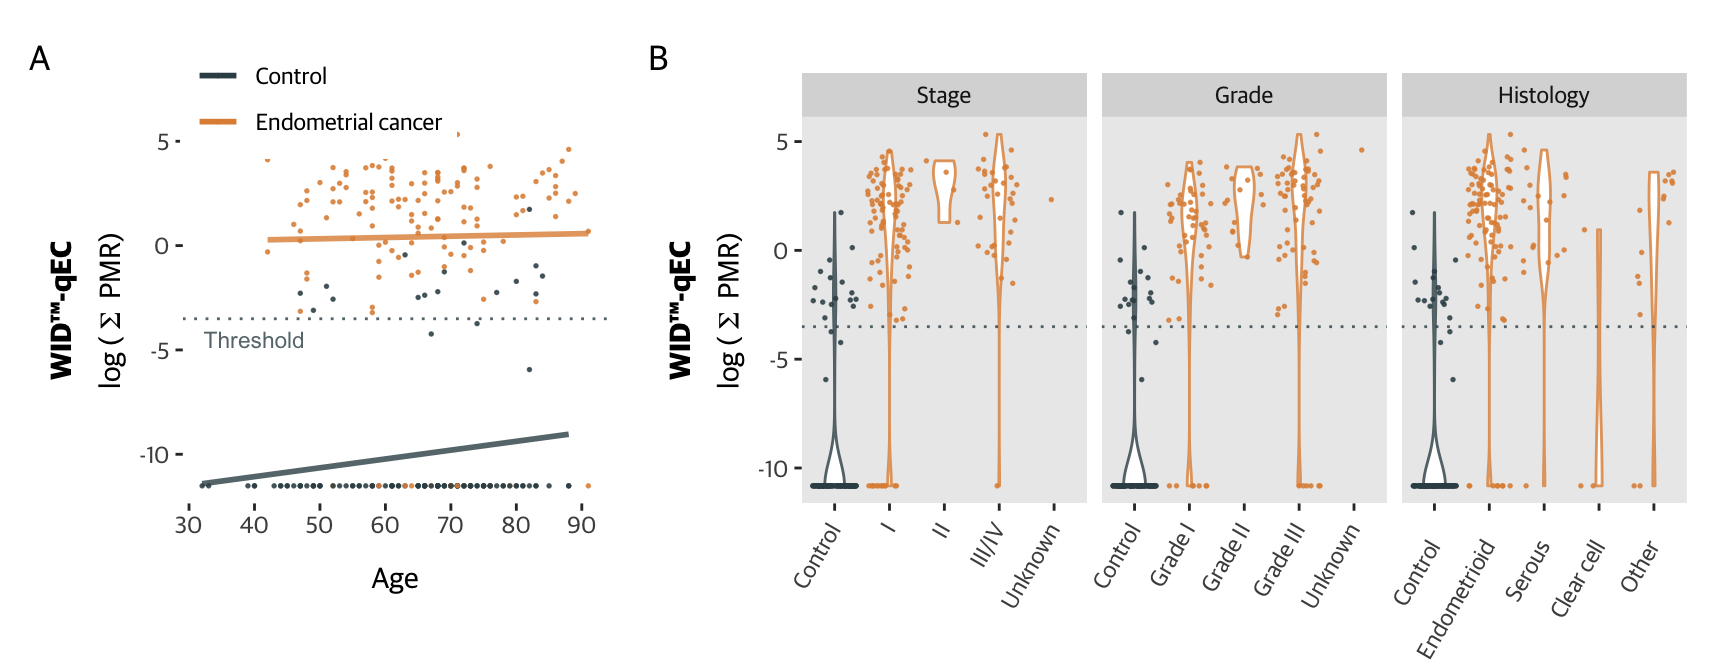 A
Control
Endometrial cancer
WID™-qEC
log ( Σ PMR)
5
0
-5
-10
Threshold
30 40 50 60 70 80 90
Age
B
WID™-qEC
log ( Σ PMR)
5
0
-5
-10
Stage
Control
I
II
III/IV
Unknown
Grade
Control
Grade I
Grade II
Grade III
Unknown
Histology
Control
Endometrioid
Serous
Clear cell
Other